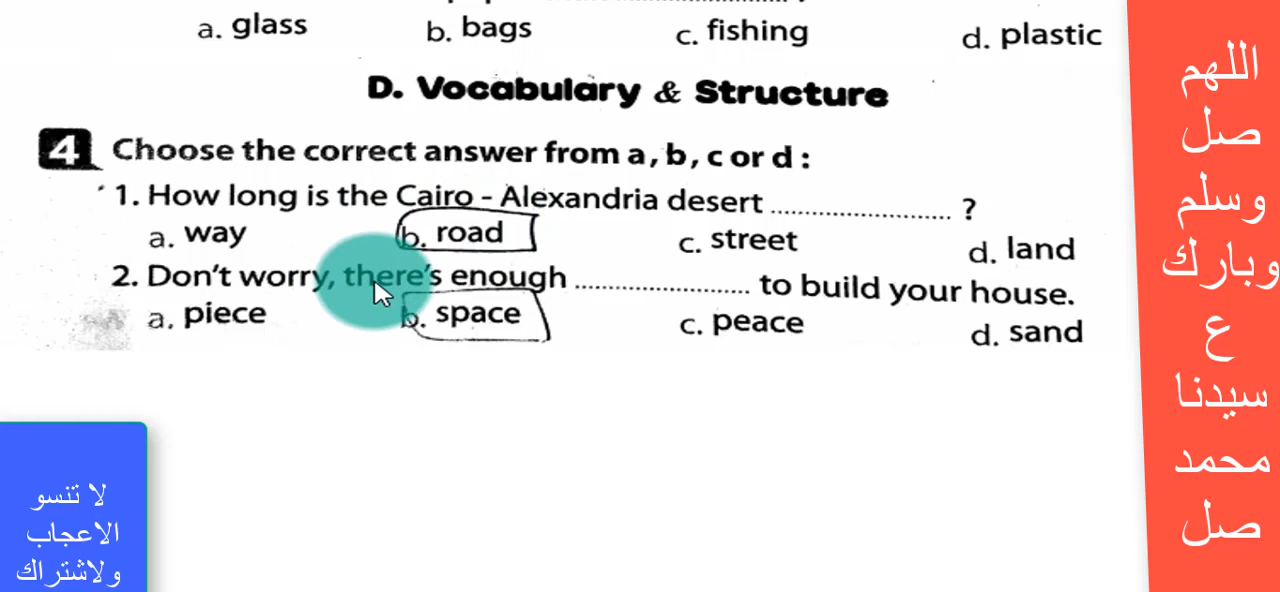 a. glass b. bags c. fishing d. plastic
D. Vocabulary & Structure
4 Choose the correct answer from a, b, c or d :
1. How long is the Cairo - Alexandria desert .............................. ?
a. way b. road c. street d. land
2. Don't worry, there's enough .............................. to build your house.
a. piece b. space c. peace d. sand
اللهم
صل
وسلم
وبارك
ع
سيدنا
محمد
صل
لا تنسو
الاعجاب
ولاشتراك